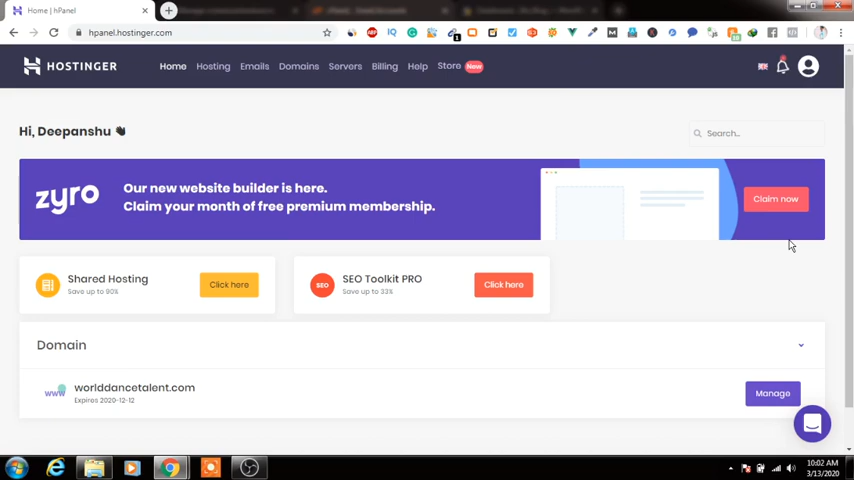 Home | hPanel
hpanel.hostinger.com
HOSTINGER
Home
Hosting
Emails
Domains
Servers
Billing
Help
Store
New
Hi, Deepanshu
Search..
zyro
Our new website builder is here.
Claim your month of free premium membership.
Claim now
Shared Hosting
Save up to 90%
Click here
SEO
SEO Toolkit PRO
Save up to 33%
Click here
Domain
www
worlddancetalent.com
Expires 2020-12-12
Manage
10:02 AM
3/13/2020